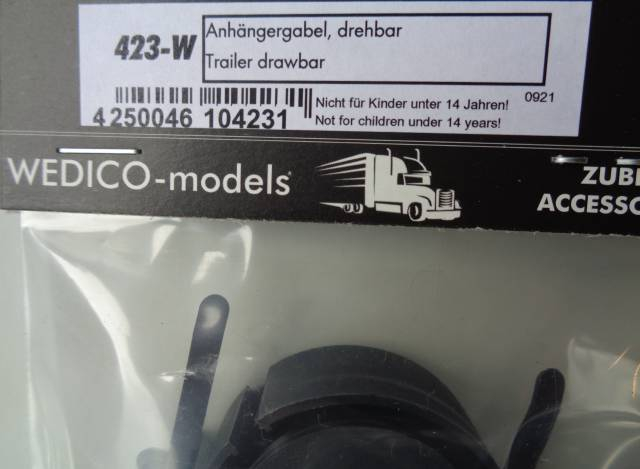 423-W
Anhängergabel, drehbar
Trailer drawbar
4 250046 104231
Nicht für Kinder unter 14 Jahren!
Not for children under 14 years!
0921
WEDICO-models